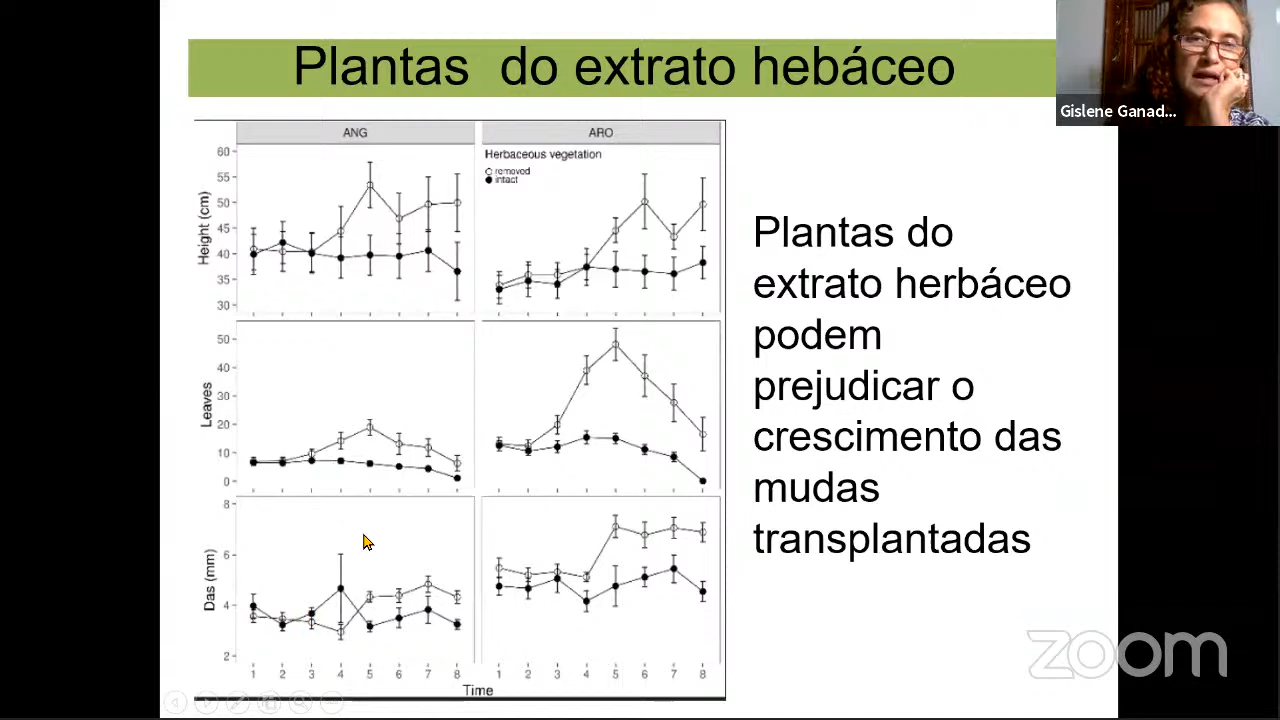 Plantas do extrato hebáceo
Gislene Ganad...
ANG
ARO
Herbaceous vegetation
removed
intact
Height (cm)
60
55
50
45
40
35
30
Leaves
50
40
30
20
10
0
Das (mm)
8
6
4
2
1 2 3 4 5 6 7 8
1 2 3 4 5 6 7 8
Time
Plantas do
extrato herbáceo
podem
prejudicar o
crescimento das
mudas
transplantadas
zoom